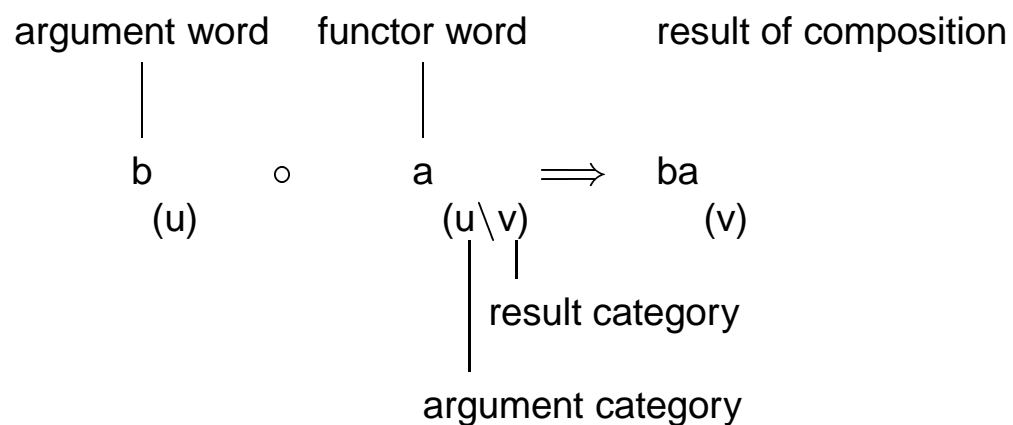 argument word functor word result of composition
b ∘ a ⟹ ba
(u) (u\v) (v)
result category
argument category